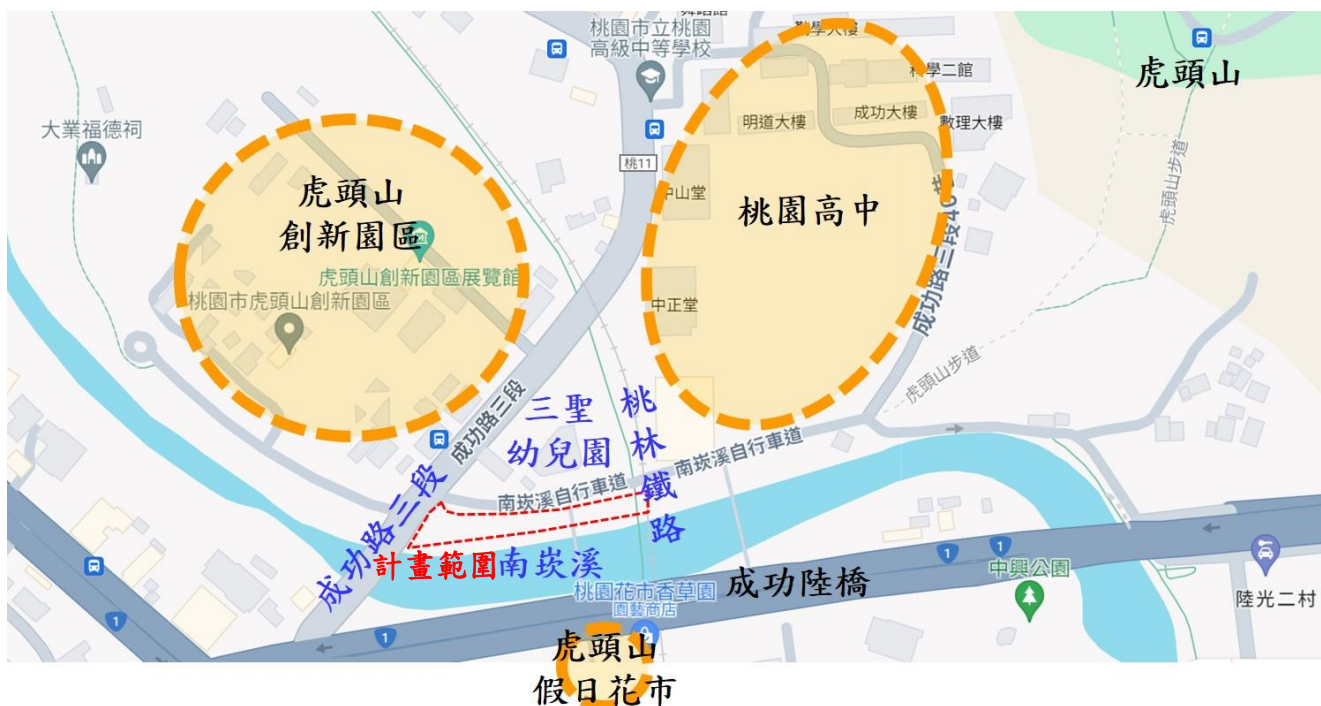 桃園市立桃園
高級中等學校
勤學大樓
科學二館
虎頭山
大業福德祠
明道大樓
成功大樓
數理大樓
桃11
虎頭山
創新園區
中山堂
桃園高中
虎頭山步道
虎頭山創新園區展覽館
桃園市虎頭山創新園區
中正堂
成功路三段40巷
虎頭山步道
成功路三段
三聖
幼兒園
桃林鐵路
南崁溪自行車道
南崁溪自行車道
成功路三段
計畫範圍
南崁溪
桃園花市香草園
園藝商店
成功陸橋
1
1
中興公園
陸光二村
1
1
虎頭山
假日花市